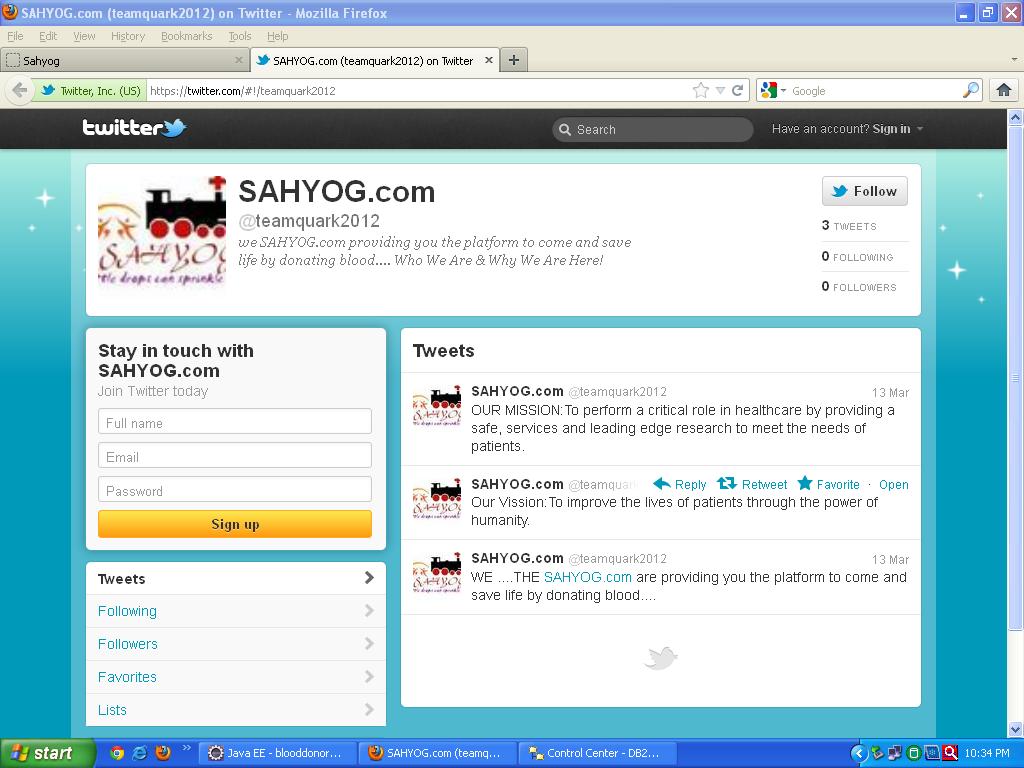 SAHYOG.com (teamquark2012) on Twitter - Mozilla Firefox
File Edit View History Bookmarks Tools Help
Sahyog
SAHYOG.com (teamquark2012) on Twitter
Twitter, Inc. (US) https://twitter.com/#!/teamquark2012
Google
twitter
Search
Have an account? Sign in
SAHYOG
SAHYOG.com
@teamquark2012
we SAHYOG.com providing you the platform to come and save
life by donating blood.... Who We Are & Why We Are Here!
Follow
3 TWEETS
0 FOLLOWING
0 FOLLOWERS
Stay in touch with
SAHYOG.com
Join Twitter today
Full name
Email
Password
Sign up
Tweets
Following
Followers
Favorites
Lists
Tweets
SAHYOG.com @teamquark2012 13 Mar
OUR MISSION:To perform a critical role in healthcare by providing a
safe, services and leading edge research to meet the needs of
patients.
SAHYOG.com @teamquar Reply Retweet Favorite · Open
Our Vission:To improve the lives of patients through the power of
humanity.
SAHYOG.com @teamquark2012 13 Mar
WE ....THE SAHYOG.com are providing you the platform to come and
save life by donating blood....
start
Java EE - blooddonor...
SAHYOG.com (teamq...
Control Center - DB2...
10:34 PM